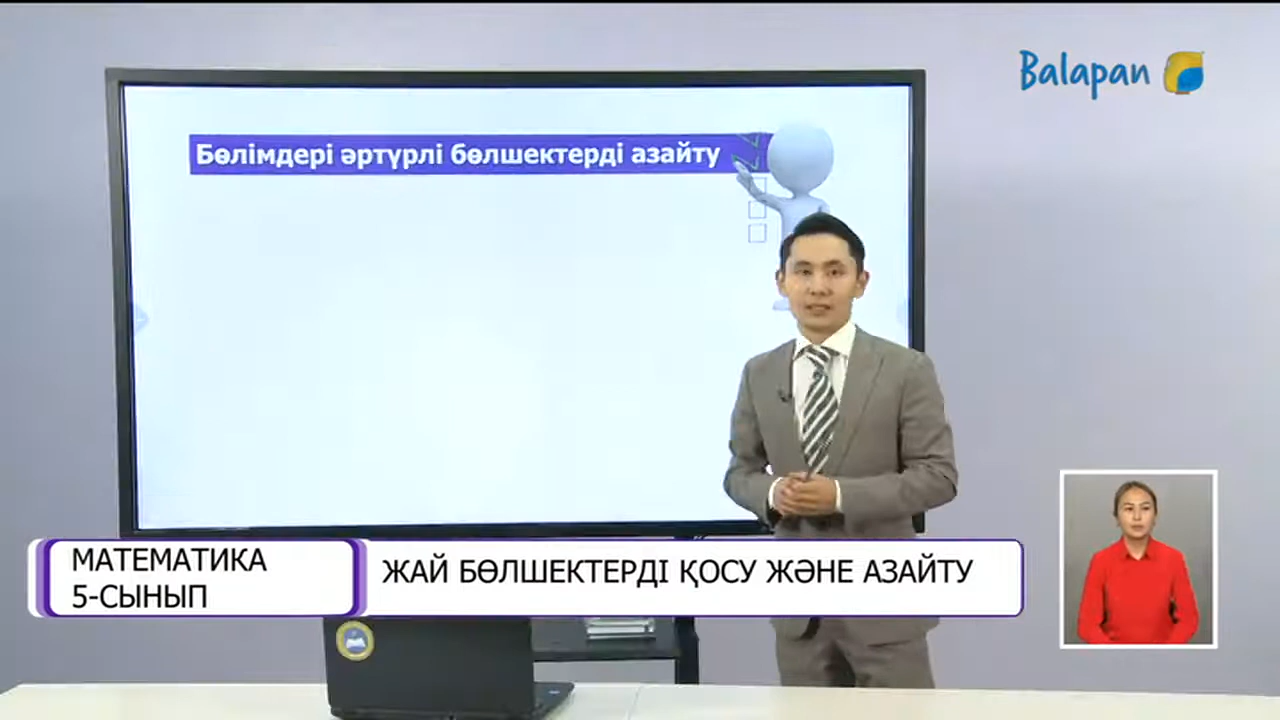 Balapan
Бөлімдері әртүрлі бөлшектерді азайту
МАТЕМАТИКА
5-СЫНЫП
ЖАЙ БӨЛШЕКТЕРДІ ҚОСУ ЖӘНЕ АЗАЙТУ